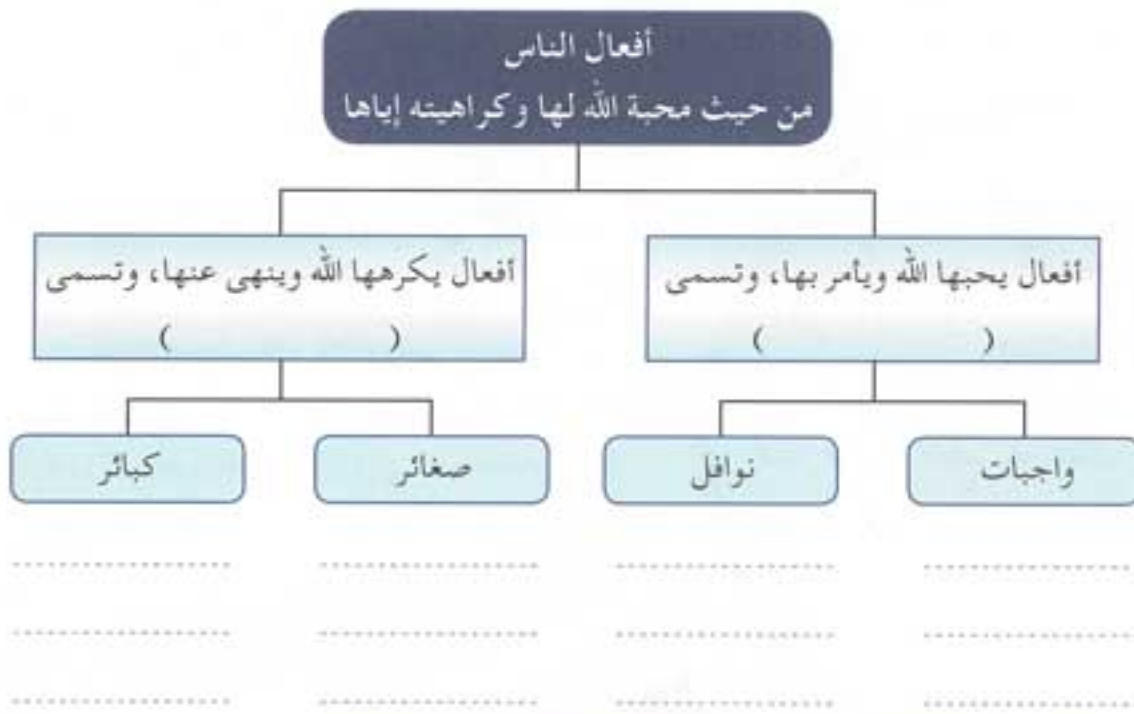 أفعال الناس
من حيث محبة الله لها وكراهيته إياها
أفعال يحبها الله ويأمر بها، وتسمى
( )
أفعال يكرهها الله وينهى عنها، وتسمى
( )
واجبات
نوافل
صغائر
كبائر